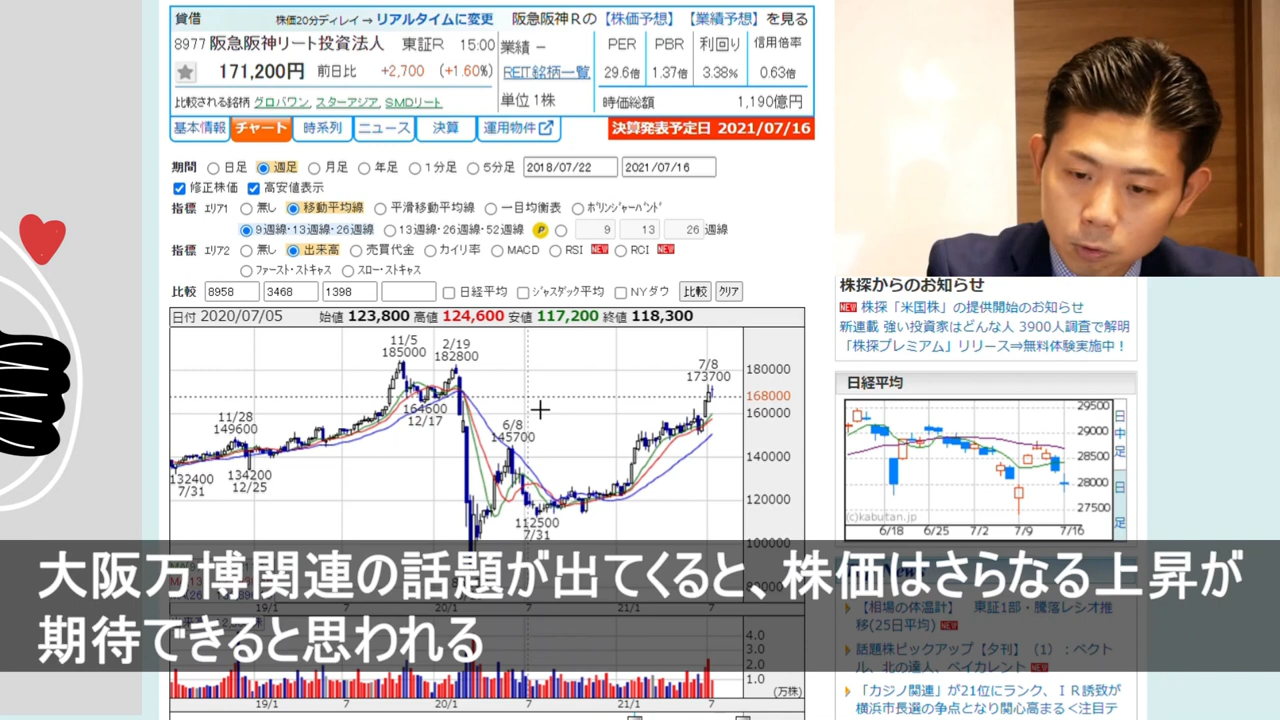 貸借 株価20分ディレイ → リアルタイムに変更 阪急阪神Rの【株価予想】【業績予想】を見る
8977 阪急阪神リート投資法人 東証R 15:00
171,200円 前日比 +2,700 (+1.60%)
比較される銘柄 グロバワン, スターアジア, SMDリート
業績 −
REIT銘柄一覧
単位 1株
PER PBR 利回り 信用倍率
29.6倍 1.37倍 3.38% 0.63倍
時価総額 1,190億円
基本情報 チャート 時系列 ニュース 決算 運用物件
決算発表予定日 2021/07/16
期間 日足 週足 月足 年足 1分足 5分足 2018/07/22 2021/07/16
修正株価 高安値表示
指標 エリア1 無し 移動平均線 平滑移動平均線 一目均衡表 ボリンジャーバンド
9週線・13週線・26週線 13週線・26週線・52週線 P 9 13 26 週線
指標 エリア2 無し 出来高 売買代金 カイリ率 MACD RSI NEW RCI NEW
ファースト・ストキャス スロー・ストキャス
比較 8958 3468 1398 日経平均 ジャスダック平均 NYダウ 比較 クリア
日付 2020/07/05 始値 123,800 高値 124,600 安値 117,200 終値 118,300
11/5
185000
2/19
182800
7/8
173700
164600
12/17
11/28
149600
6/8
145700
134200
12/25
132400
7/31
112500
7/31
180000
168000
160000
140000
120000
100000
19/1 7 20/1 7 21/1 7
4.0
3.0
2.0
1.0
(万株)
19/1 7 20/1 7 21/1 7
株探からのお知らせ
NEW 株探「米国株」の提供開始のお知らせ
新連載 強い投資家はどんな人 3900人調査で解明
「株探プレミアム」リリース⇒無料体験実施中！
日経平均
29500
29000
28500
28000
27500
6/18 6/25 7/2 7/9 7/16
(c)kabutan.jp
日中足
日足
【相場の体温計】 東証1部・騰落レシオ推
移(25日平均) NEW
話題株ピックアップ【夕刊】（1）：ベクト
ル、北の達人、ベイカレント NEW
「カジノ関連」が21位にランク、ＩＲ誘致が
横浜市長選の争点となり関心高まる＜注目テ
大阪万博関連の話題が出てくると、株価はさらなる上昇が
期待できると思われる